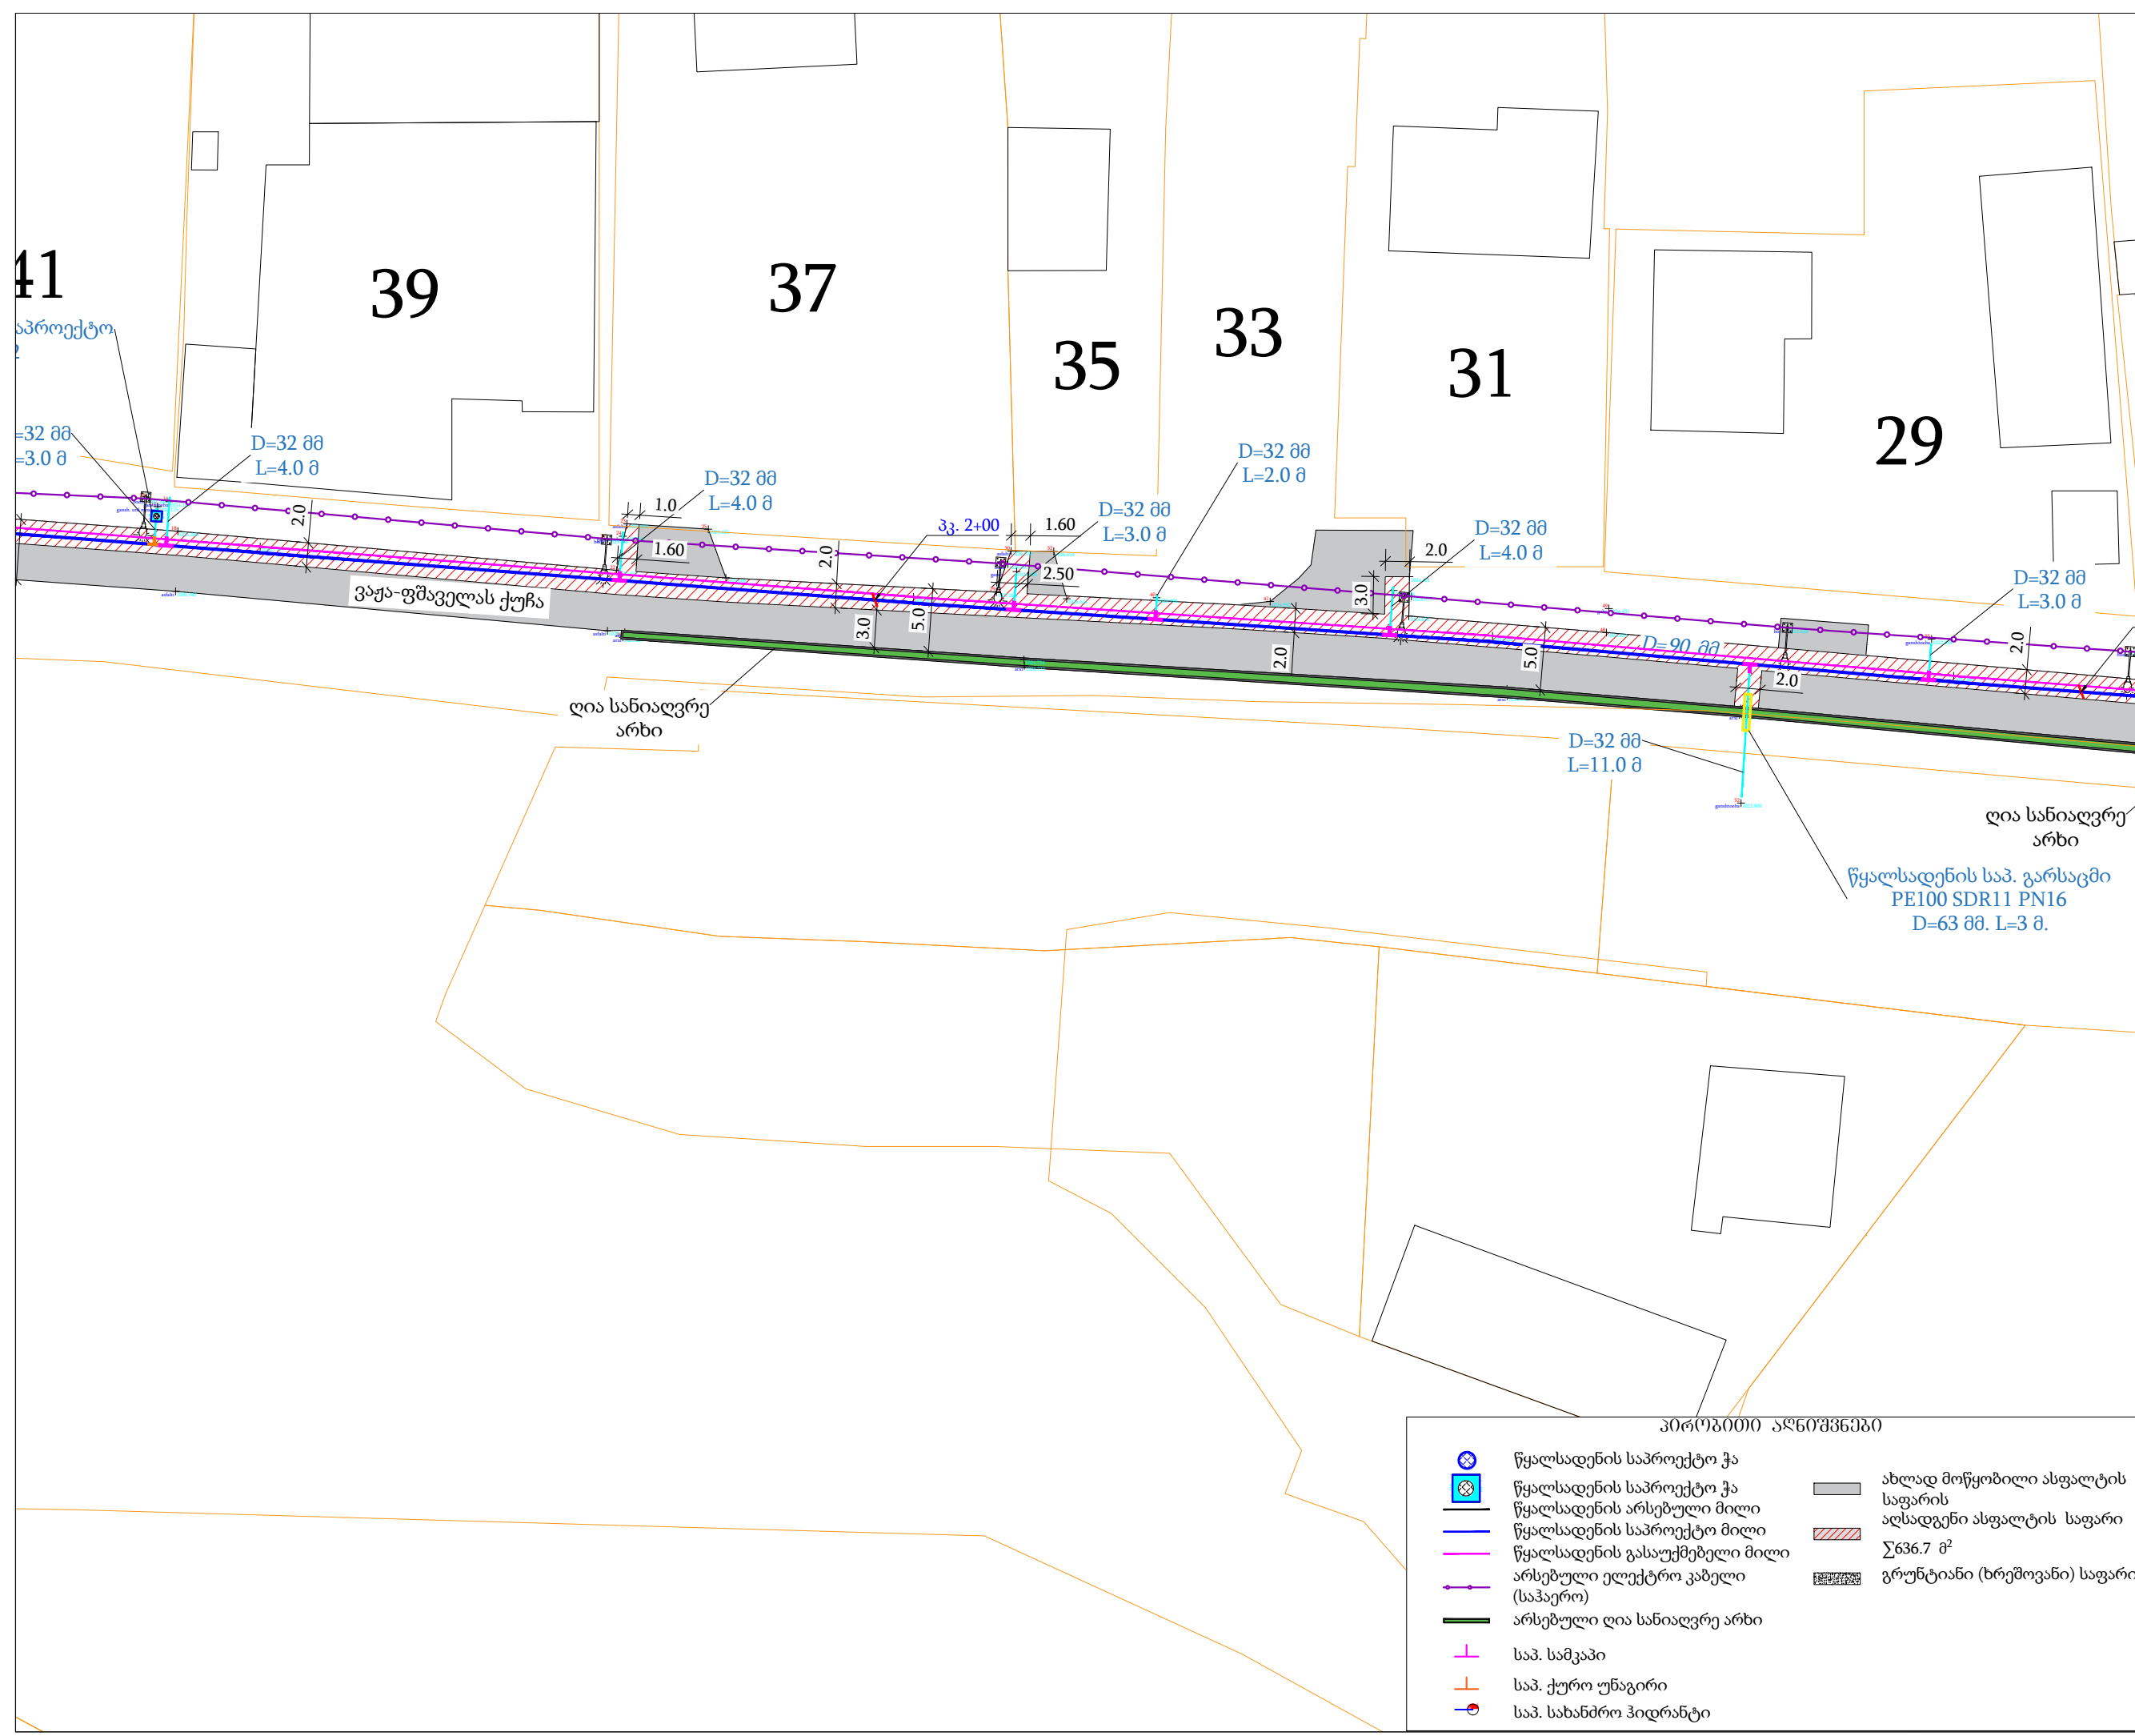 41
39
37
35
33
31
29
აპროექტო
=32 მმ
=3.0 მ
D=32 მმ
L=4.0 მ
2.0
1.0
1.60
D=32 მმ
L=4.0 მ
2.0
პკ. 2+00
1.60
2.50
D=32 მმ
L=3.0 მ
D=32 მმ
L=2.0 მ
2.0
3.0
D=32 მმ
L=4.0 მ
3.0
5.0
2.0
5.0
D=90 მმ
2.0
2.0
D=32 მმ
L=3.0 მ
ვაჟა-ფშაველას ქუჩა
ღია სანიაღვრე
არხი
D=32 მმ
L=11.0 მ
ღია სანიაღვრე
არხი
წყალსადენის საპ. გარსაცმი
PE100 SDR11 PN16
D=63 მმ. L=3 მ.
პირობითი აღნიშვნები
წყალსადენის საპროექტო ჭა
წყალსადენის საპროექტო ჭა
წყალსადენის არსებული მილი
წყალსადენის საპროექტო მილი
წყალსადენის გასაუქმებელი მილი
არსებული ელექტრო კაბელი
(საჰაერო)
არსებული ღია სანიაღვრე არხი
საპ. სამკაპი
საპ. ქურო უნაგირი
საპ. სახანძრო ჰიდრანტი
ახლად მოწყობილი ასფალტის
საფარის
აღსადგენი ასფალტის საფარი
∑636.7 მ²
გრუნტიანი (ხრეშოვანი) საფარი